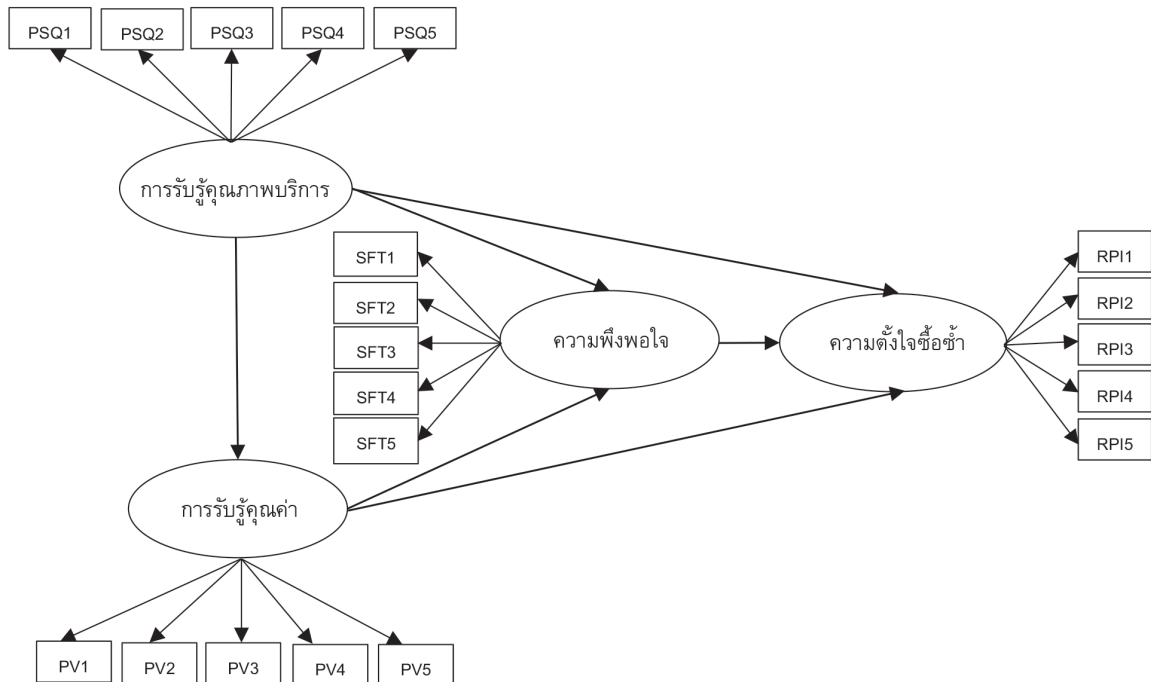 PSQ1
PSQ2
PSQ3
PSQ4
PSQ5
การรับรู้คุณภาพบริการ
SFT1
SFT2
SFT3
SFT4
SFT5
ความพึงพอใจ
ความตั้งใจซื้อซ้ำ
RPI1
RPI2
RPI3
RPI4
RPI5
การรับรู้คุณค่า
PV1
PV2
PV3
PV4
PV5